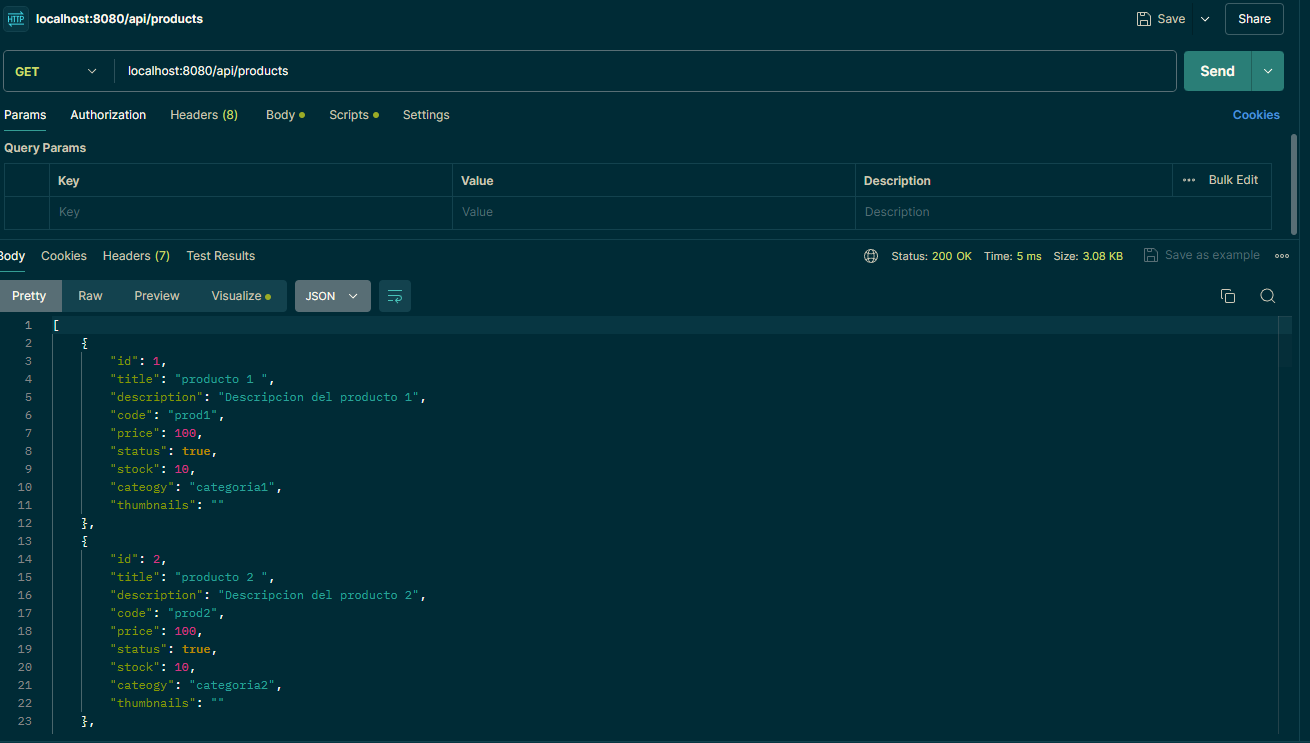 HTTP localhost:8080/api/products Save Share
GET localhost:8080/api/products Send
Params Authorization Headers (8) Body Scripts Settings Cookies
Query Params
Key Value Description ••• Bulk Edit
Key Value Description
Body Cookies Headers (7) Test Results Status: 200 OK Time: 5 ms Size: 3.08 KB Save as example
Pretty Raw Preview Visualize JSON
1 [
2 {
3 "id": 1,
4 "title": "producto 1 ",
5 "description": "Descripcion del producto 1",
6 "code": "prod1",
7 "price": 100,
8 "status": true,
9 "stock": 10,
10 "cateogy": "categoria1",
11 "thumbnails": ""
12 },
13 {
14 "id": 2,
15 "title": "producto 2 ",
16 "description": "Descripcion del producto 2",
17 "code": "prod2",
18 "price": 100,
19 "status": true,
20 "stock": 10,
21 "cateogy": "categoria2",
22 "thumbnails": ""
23 },